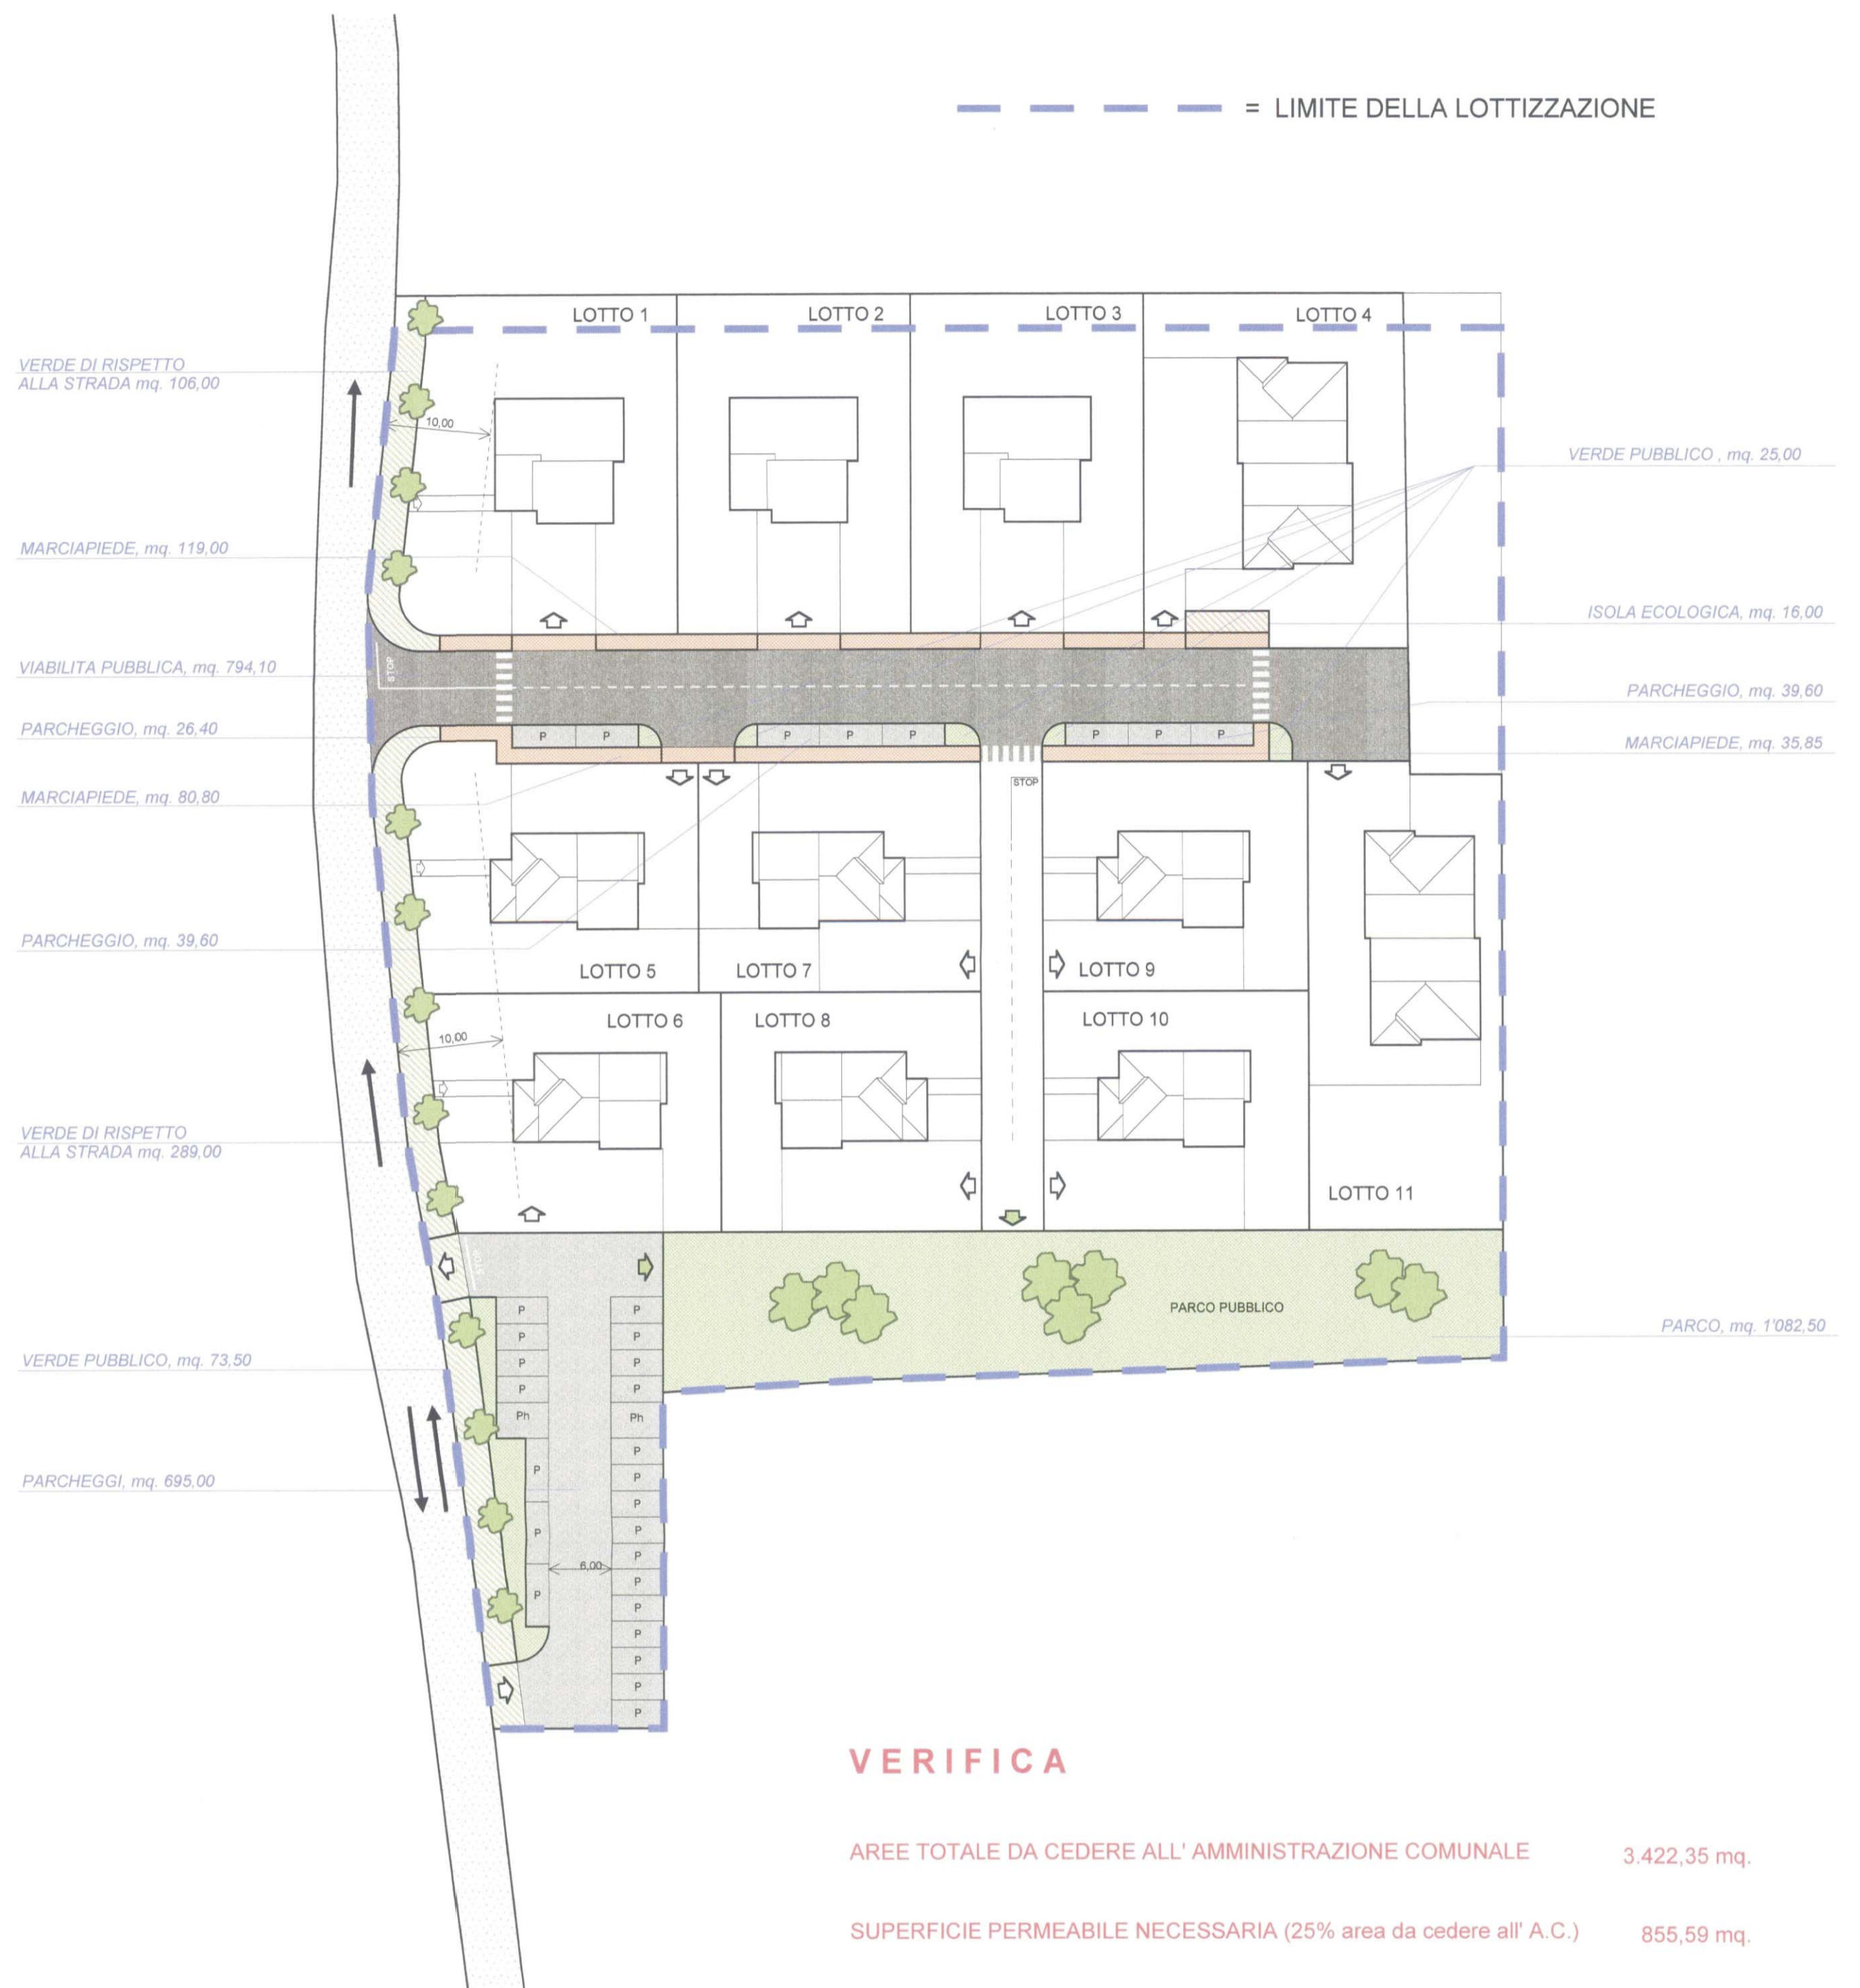 = LIMITE DELLA LOTTIZZAZIONE
LOTTO 1
LOTTO 2
LOTTO 3
LOTTO 4
VERDE DI RISPETTO
ALLA STRADA mq. 106,00
10,00
VERDE PUBBLICO , mq. 25,00
MARCIAPIEDE, mq. 119,00
ISOLA ECOLOGICA, mq. 16,00
STOP
VIABILITA PUBBLICA, mq. 794,10
PARCHEGGIO, mq. 39,60
PARCHEGGIO, mq. 26,40
P P P P P P P P
MARCIAPIEDE, mq. 35,85
STOP
MARCIAPIEDE, mq. 80,80
PARCHEGGIO, mq. 39,60
LOTTO 5
LOTTO 7
LOTTO 9
LOTTO 6
LOTTO 8
LOTTO 10
10,00
VERDE DI RISPETTO
ALLA STRADA mq. 289,00
LOTTO 11
STOP
PARCO PUBBLICO
PARCO, mq. 1'082,50
P P
P P
P P
P P
Ph Ph
VERDE PUBBLICO, mq. 73,50
PARCHEGGI, mq. 695,00
P
P
P
P
P
P
P
6,00
P
P
P
P
P
P
P
VERIFICA
AREE TOTALE DA CEDERE ALL' AMMINISTRAZIONE COMUNALE 3.422,35 mq.
SUPERFICIE PERMEABILE NECESSARIA (25% area da cedere all' A.C.) 855,59 mq.